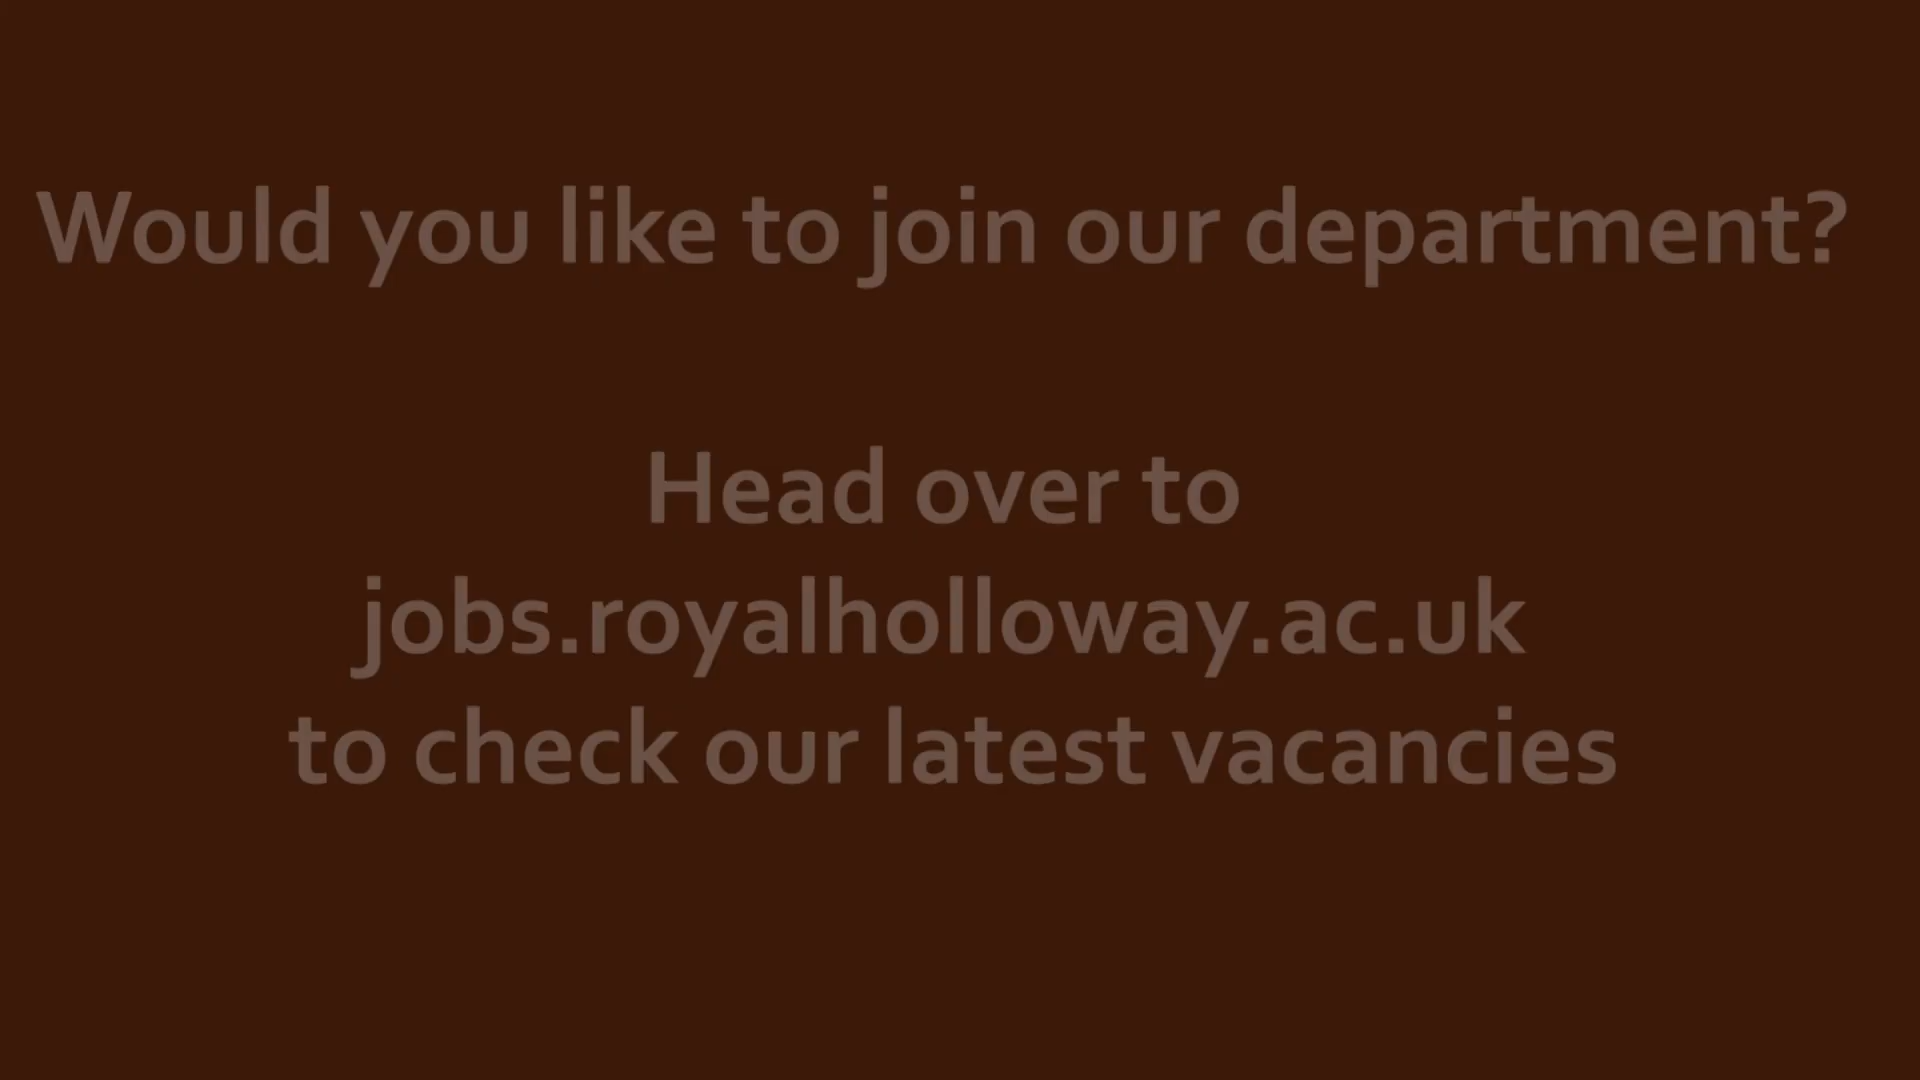 Would you like to join our department?
Head over to
jobs.royalholloway.ac.uk
to check our latest vacancies